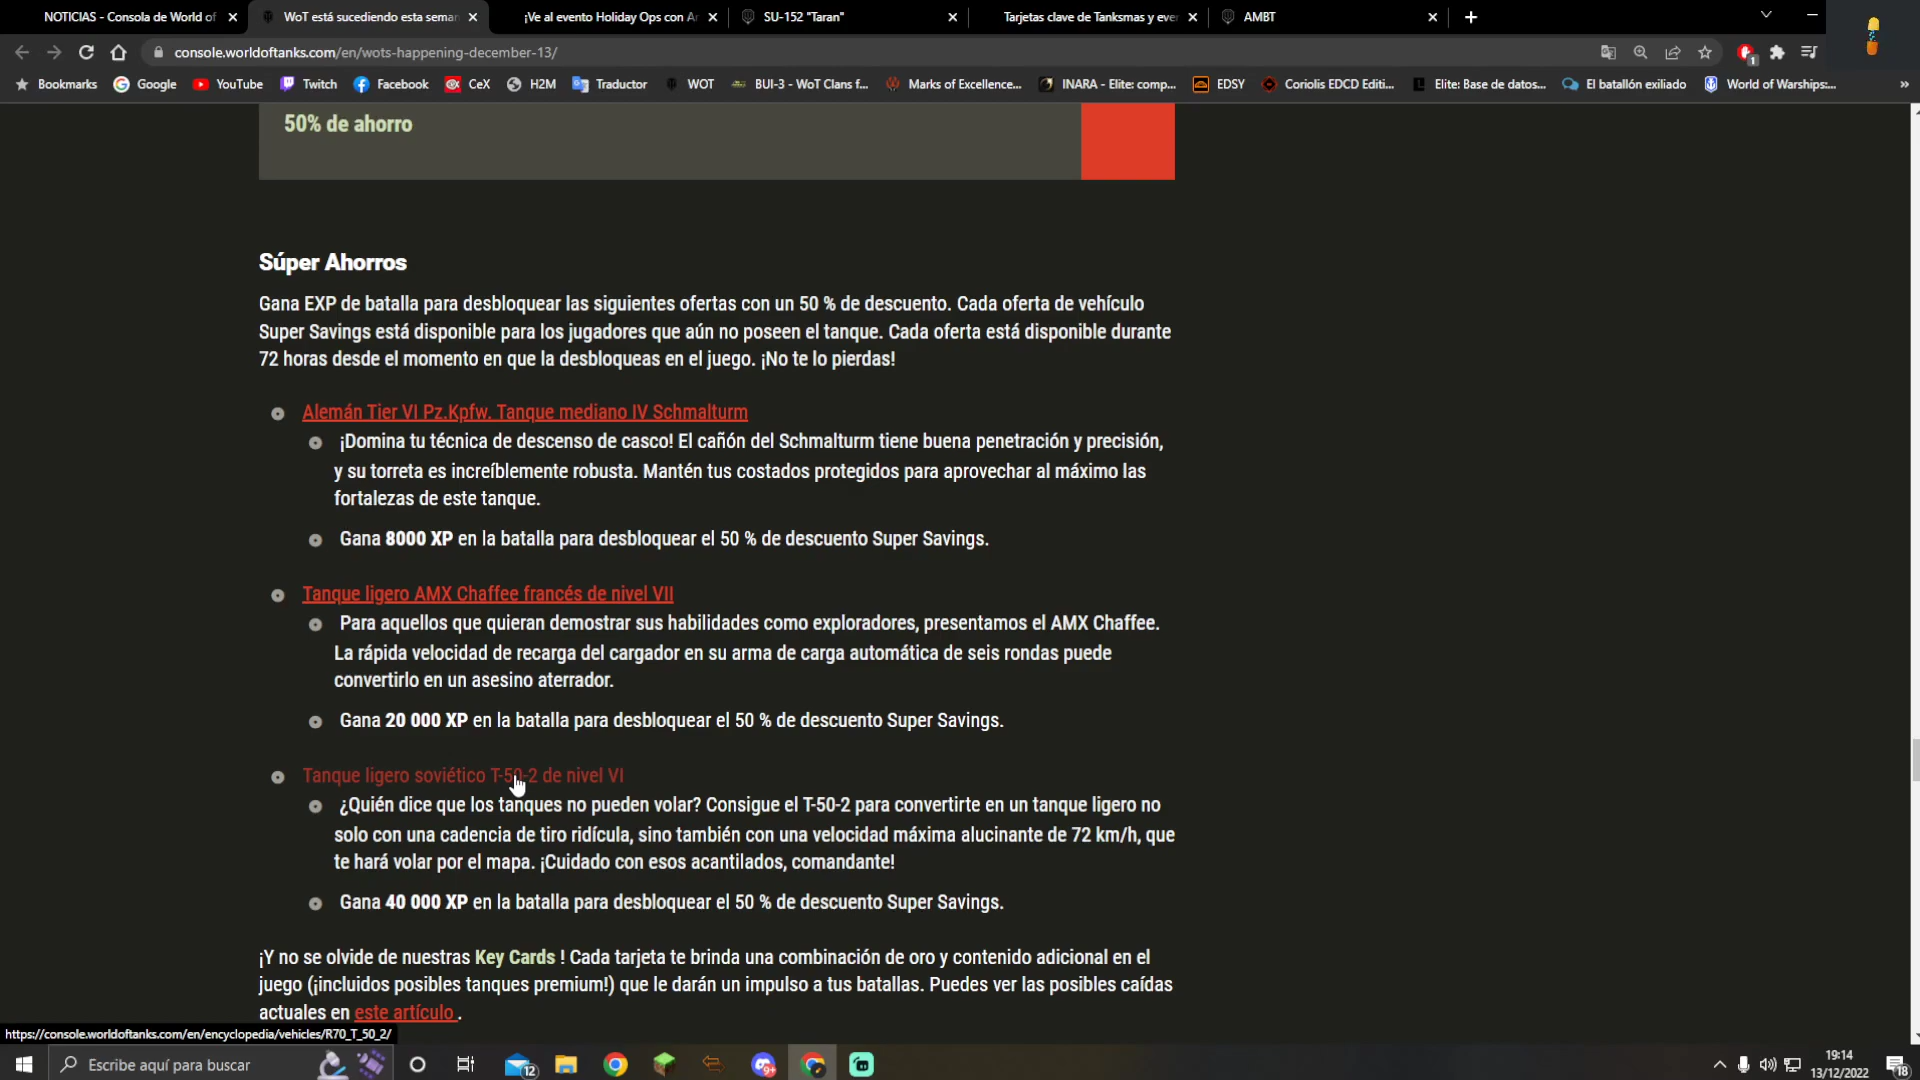 NOTICIAS - Consola de World of
WoT está sucediendo esta seman
¡Ve al evento Holiday Ops con Ar
SU-152 "Taran"
Tarjetas clave de Tanksmas y eve
AMBT
console.worldoftanks.com/en/wots-happening-december-13/
1
Bookmarks
Google
YouTube
Twitch
Facebook
CeX
H2M
Traductor
WOT
BUI-3 - WoT Clans f...
Marks of Excellence...
INARA - Elite: comp...
EDSY
Coriolis EDCD Editi...
Elite: Base de datos...
El batallón exiliado
World of Warships:...
»
50% de ahorro
Súper Ahorros
Gana EXP de batalla para desbloquear las siguientes ofertas con un 50 % de descuento. Cada oferta de vehículo
Super Savings está disponible para los jugadores que aún no poseen el tanque. Cada oferta está disponible durante
72 horas desde el momento en que la desbloqueas en el juego. ¡No te lo pierdas!
Alemán Tier VI Pz.Kpfw. Tanque mediano IV Schmalturm
¡Domina tu técnica de descenso de casco! El cañón del Schmalturm tiene buena penetración y precisión,
y su torreta es increíblemente robusta. Mantén tus costados protegidos para aprovechar al máximo las
fortalezas de este tanque.
Gana 8000 XP en la batalla para desbloquear el 50 % de descuento Super Savings.
Tanque ligero AMX Chaffee francés de nivel VII
Para aquellos que quieran demostrar sus habilidades como exploradores, presentamos el AMX Chaffee.
La rápida velocidad de recarga del cargador en su arma de carga automática de seis rondas puede
convertirlo en un asesino aterrador.
Gana 20 000 XP en la batalla para desbloquear el 50 % de descuento Super Savings.
Tanque ligero soviético T-50-2 de nivel VI
¿Quién dice que los tanques no pueden volar? Consigue el T-50-2 para convertirte en un tanque ligero no
solo con una cadencia de tiro ridícula, sino también con una velocidad máxima alucinante de 72 km/h, que
te hará volar por el mapa. ¡Cuidado con esos acantilados, comandante!
Gana 40 000 XP en la batalla para desbloquear el 50 % de descuento Super Savings.
¡Y no se olvide de nuestras Key Cards ! Cada tarjeta te brinda una combinación de oro y contenido adicional en el
juego (¡incluidos posibles tanques premium!) que le darán un impulso a tus batallas. Puedes ver las posibles caídas
actuales en este artículo .
https://console.worldoftanks.com/en/encyclopedia/vehicles/R70_T_50_2/
Escribe aquí para buscar
12
9+
19:14
13/12/2022
18